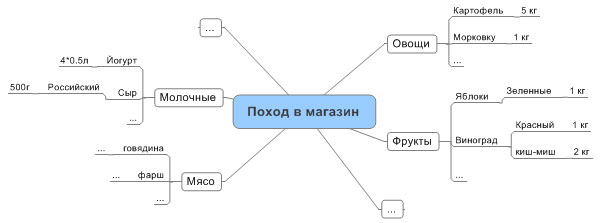 ...
Картофель 5 кг
Овощи
Морковку 1 кг
...
4*0.5л Йогурт
500г Российский Сыр
Молочные
...
Поход в магазин
Яблоки Зеленные 1 кг
Фрукты
Виноград
Красный 1 кг
киш-миш 2 кг
...
... говядина
... фарш
Мясо
...
...